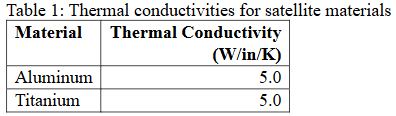 Table 1: Thermal conductivities for satellite materials
Material Thermal Conductivity
(W/in/K)
Aluminum 5.0
Titanium 5.0